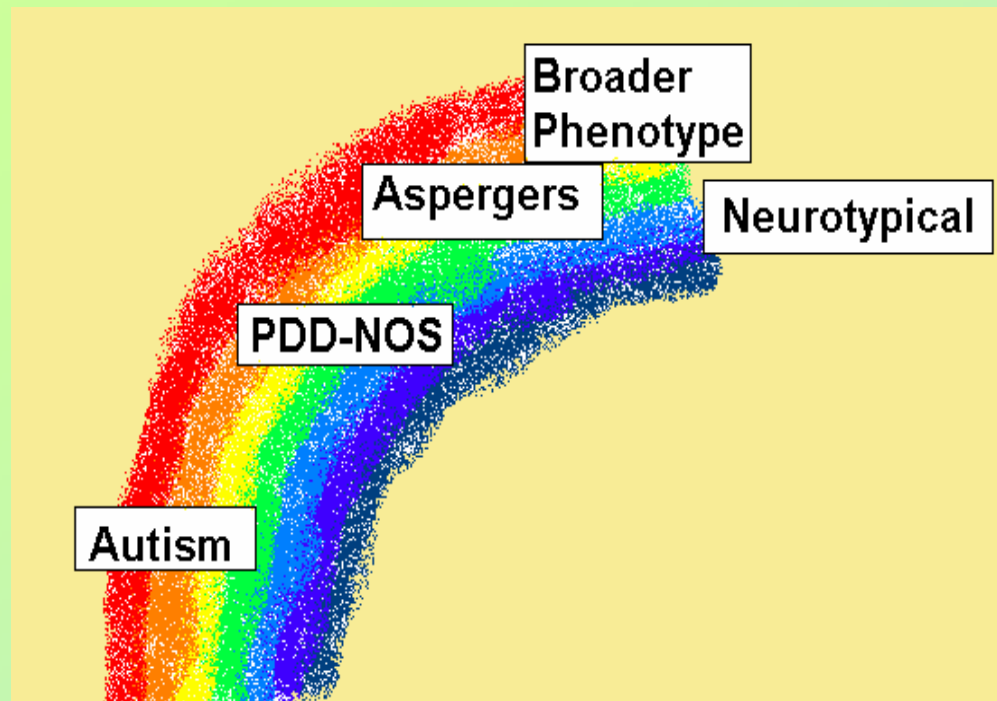 Broader
Phenotype
Aspergers
Neurotypical
PDD-NOS
Autism